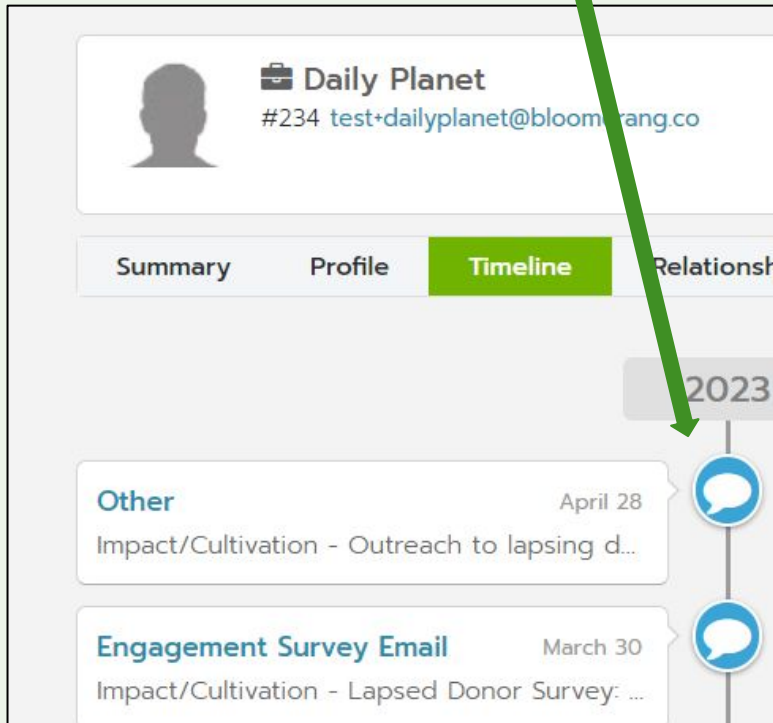 Daily Planet
#234 test+dailyplanet@bloomerang.co
Summary Profile Timeline Relationsh
2023
Other April 28
Impact/Cultivation - Outreach to lapsing d...
Engagement Survey Email March 30
Impact/Cultivation - Lapsed Donor Survey: ...